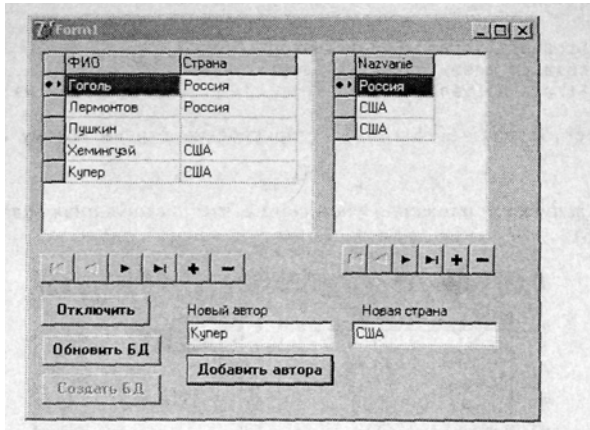 Form1
ФИО Страна
Гоголь Россия
Лермонтов Россия
Пушкин
Хемингуэй США
Купер США
Nazvanie
Россия
США
США
Отключить
Обновить БД
Создать БД
Новый автор
Купер
Новая страна
США
Добавить автора